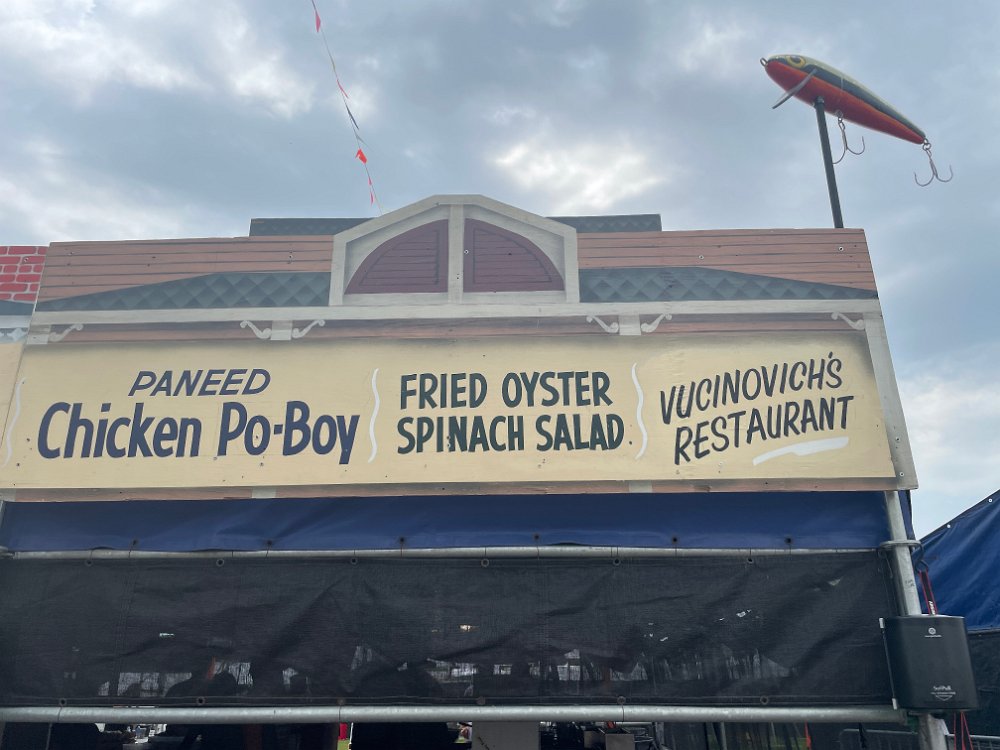 PANEED
Chicken Po-Boy
FRIED OYSTER
SPINACH SALAD
VUCINOVICH'S
RESTAURANT